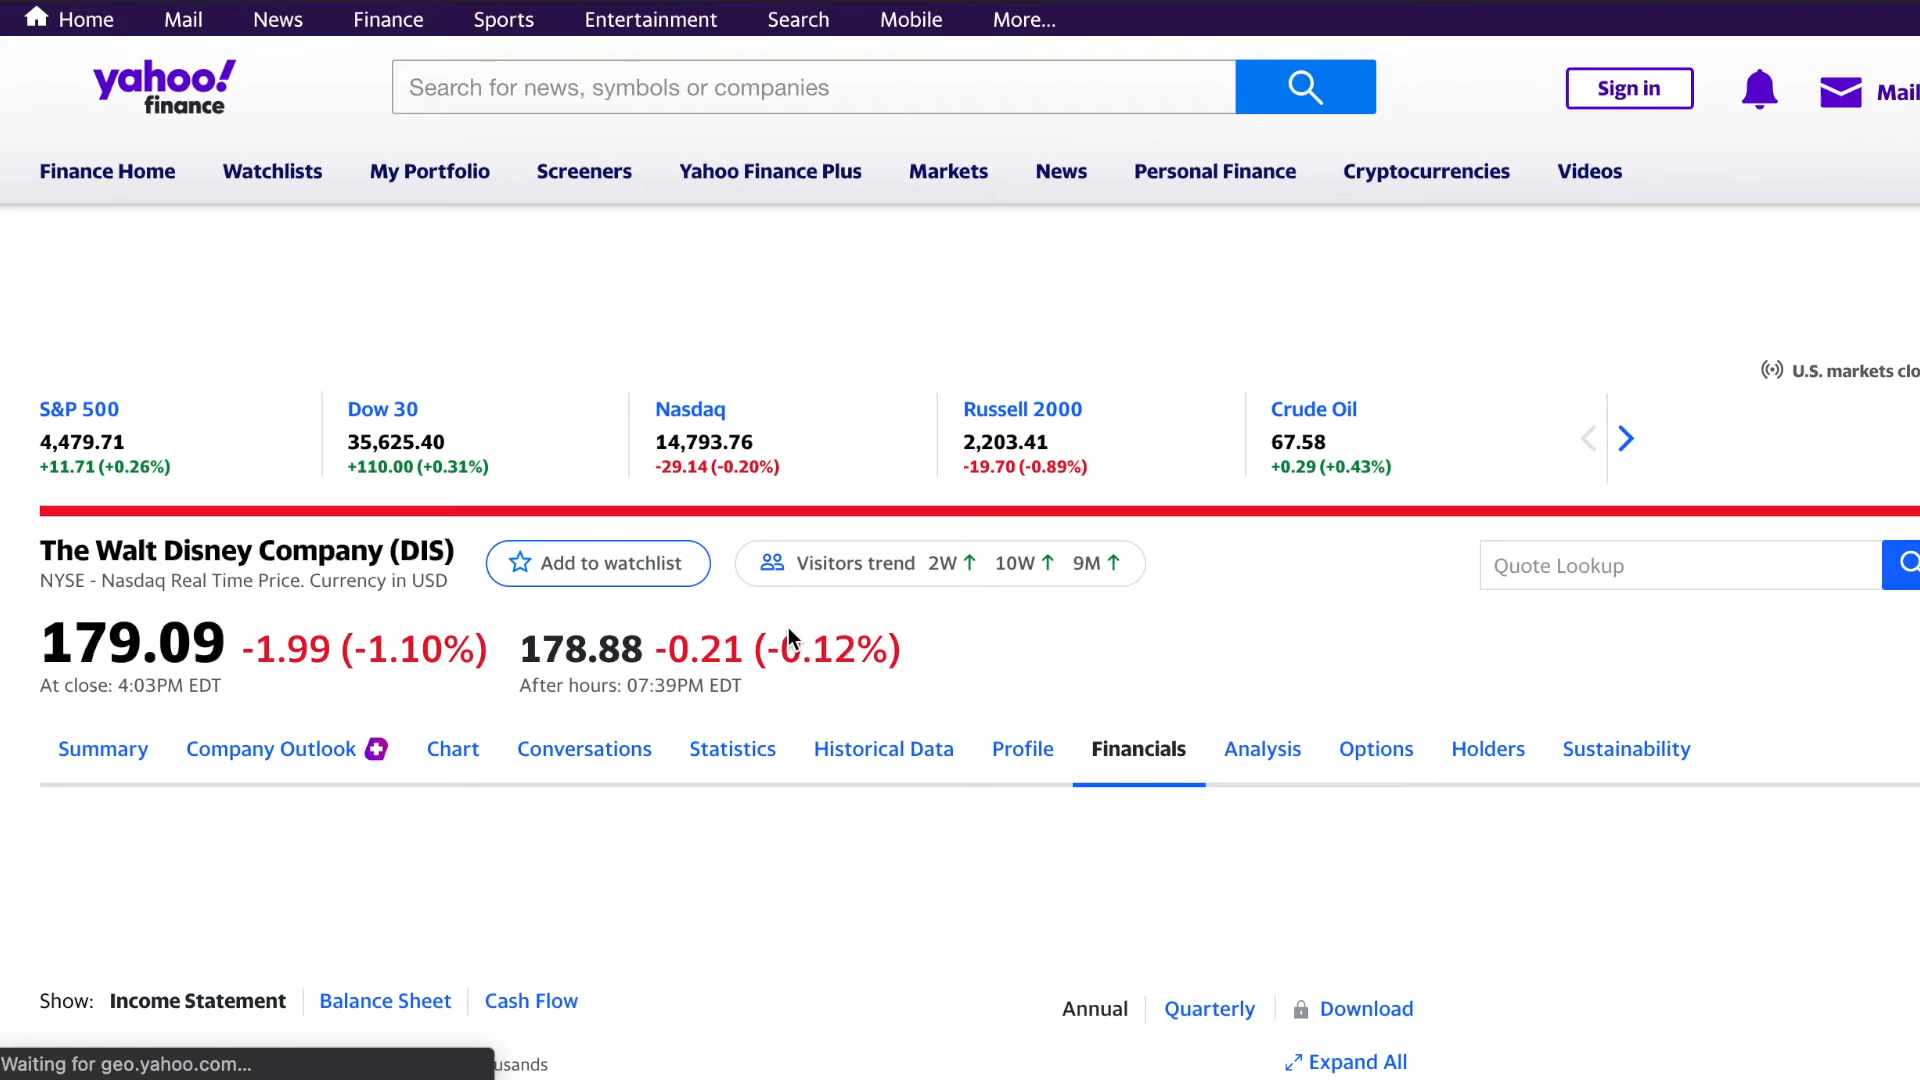 Home Mail News Finance Sports Entertainment Search Mobile More...
yahoo!
finance
Search for news, symbols or companies
Sign in
Mail
Finance Home Watchlists My Portfolio Screeners Yahoo Finance Plus Markets News Personal Finance Cryptocurrencies Videos
U.S. markets clo
S&P 500 Dow 30 Nasdaq Russell 2000 Crude Oil
4,479.71 35,625.40 14,793.76 2,203.41 67.58
+11.71 (+0.26%) +110.00 (+0.31%) -29.14 (-0.20%) -19.70 (-0.89%) +0.29 (+0.43%)
The Walt Disney Company (DIS)
NYSE - Nasdaq Real Time Price. Currency in USD
Add to watchlist
Visitors trend 2W↑ 10W↑ 9M↑
Quote Lookup
179.09 -1.99 (-1.10%) 178.88 -0.21 (-0.12%)
At close: 4:03PM EDT After hours: 07:39PM EDT
Summary Company Outlook Chart Conversations Statistics Historical Data Profile Financials Analysis Options Holders Sustainability
Show: Income Statement Balance Sheet Cash Flow
Annual Quarterly Download
Waiting for geo.yahoo.com... usands
Expand All